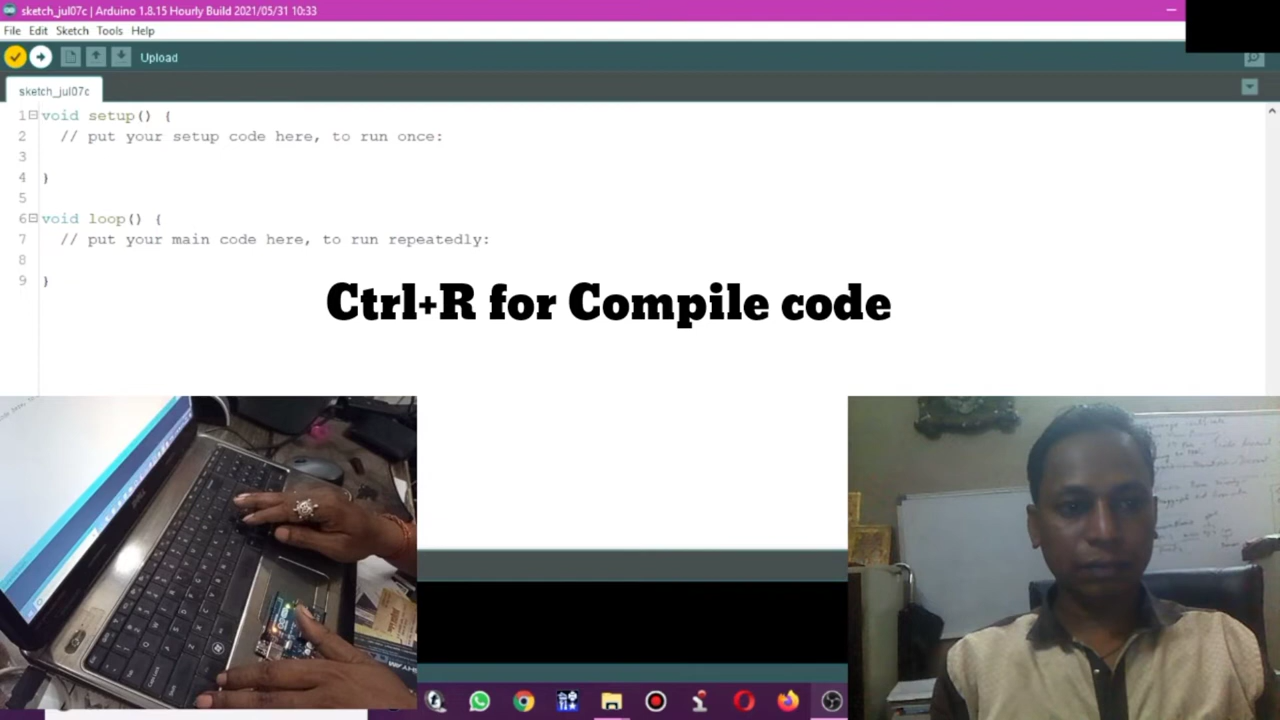 sketch_jul07c | Arduino 1.8.15 Hourly Build 2021/05/31 10:33
File Edit Sketch Tools Help
Upload
sketch_jul07c
1 void setup() {
2 // put your setup code here, to run once:
3
4 }
5
6 void loop() {
7 // put your main code here, to run repeatedly:
8
9 }
Ctrl+R for Compile code